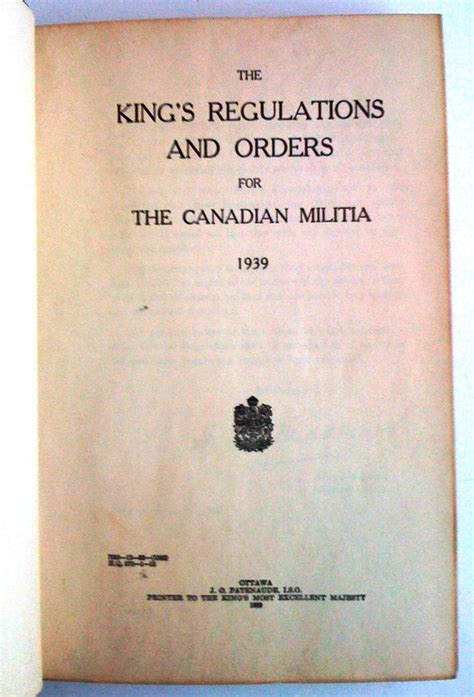 THE
KING'S REGULATIONS
AND ORDERS
FOR
THE CANADIAN MILITIA
1939
OTTAWA
J. O. PATENAUDE, I.S.O.
PRINTER TO THE KING'S MOST EXCELLENT MAJESTY
1939